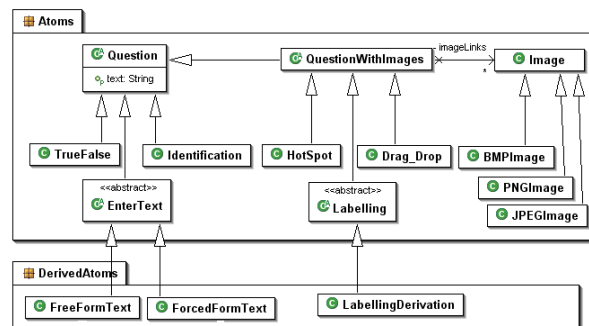 Atoms
Question
text: String
QuestionWithImages
- imageLinks
*
Image
TrueFalse
Identification
HotSpot
Drag_Drop
BMPImage
PNGImage
JPEGImage
<<abstract>>
EnterText
<<abstract>>
Labelling
DerivedAtoms
FreeFormText
ForcedFormText
LabellingDerivation